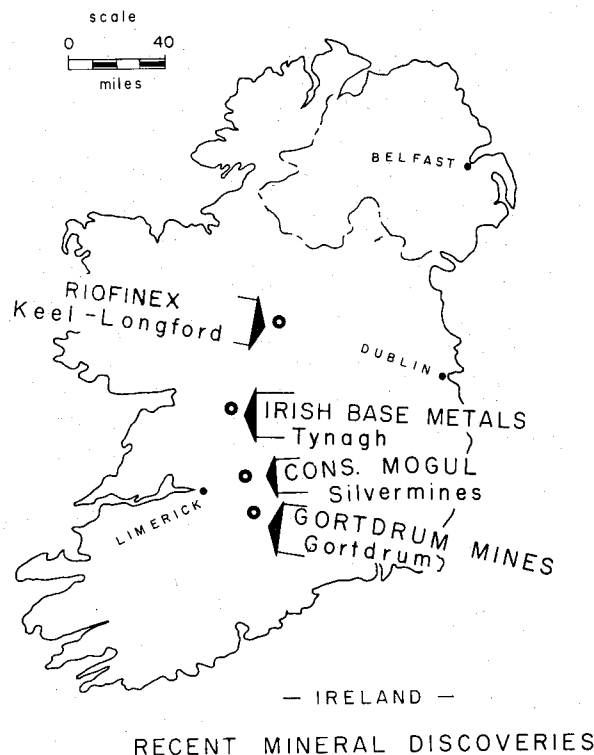 scale
0 40
miles
BELFAST
RIOFINEX
Keel-Longford
DUBLIN
IRISH BASE METALS
Tynagh
CONS. MOGUL
Silvermines
LIMERICK
GORTDRUM MINES
Gortdrum
— IRELAND —
RECENT MINERAL DISCOVERIES